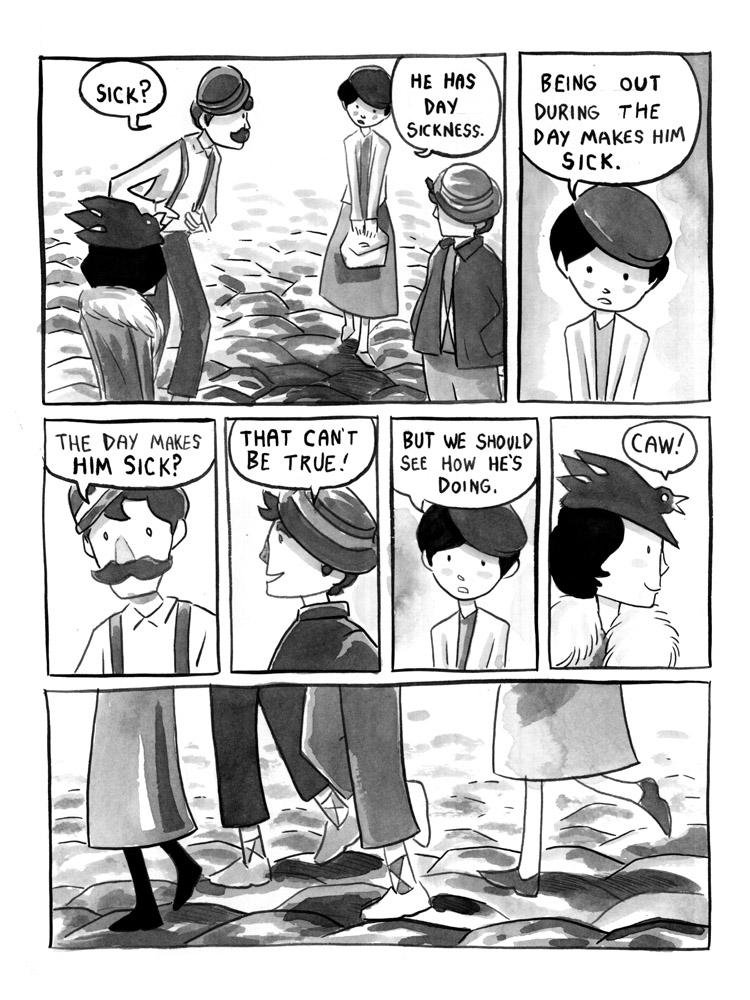 SICK?
HE HAS
DAY
SICKNESS.
BEING OUT
DURING THE
DAY MAKES HIM
SICK.
THE DAY MAKES
HIM SICK?
THAT CAN'T
BE TRUE!
BUT WE SHOULD
SEE HOW HE'S
DOING.
CAW!